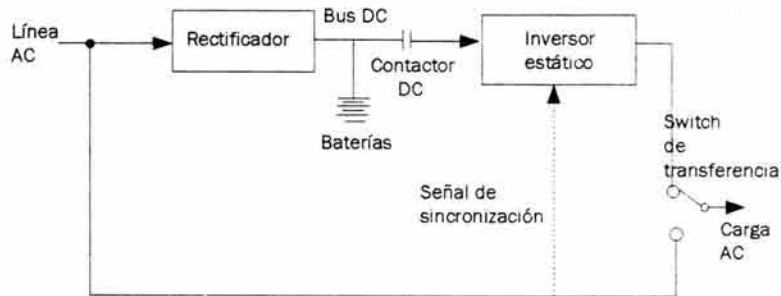 Bus DC
Línea
AC
Rectificador
Inversor
estático
Contactor
DC
Baterías
Switch
de
transferencia
Señal de
sincronización
Carga
AC